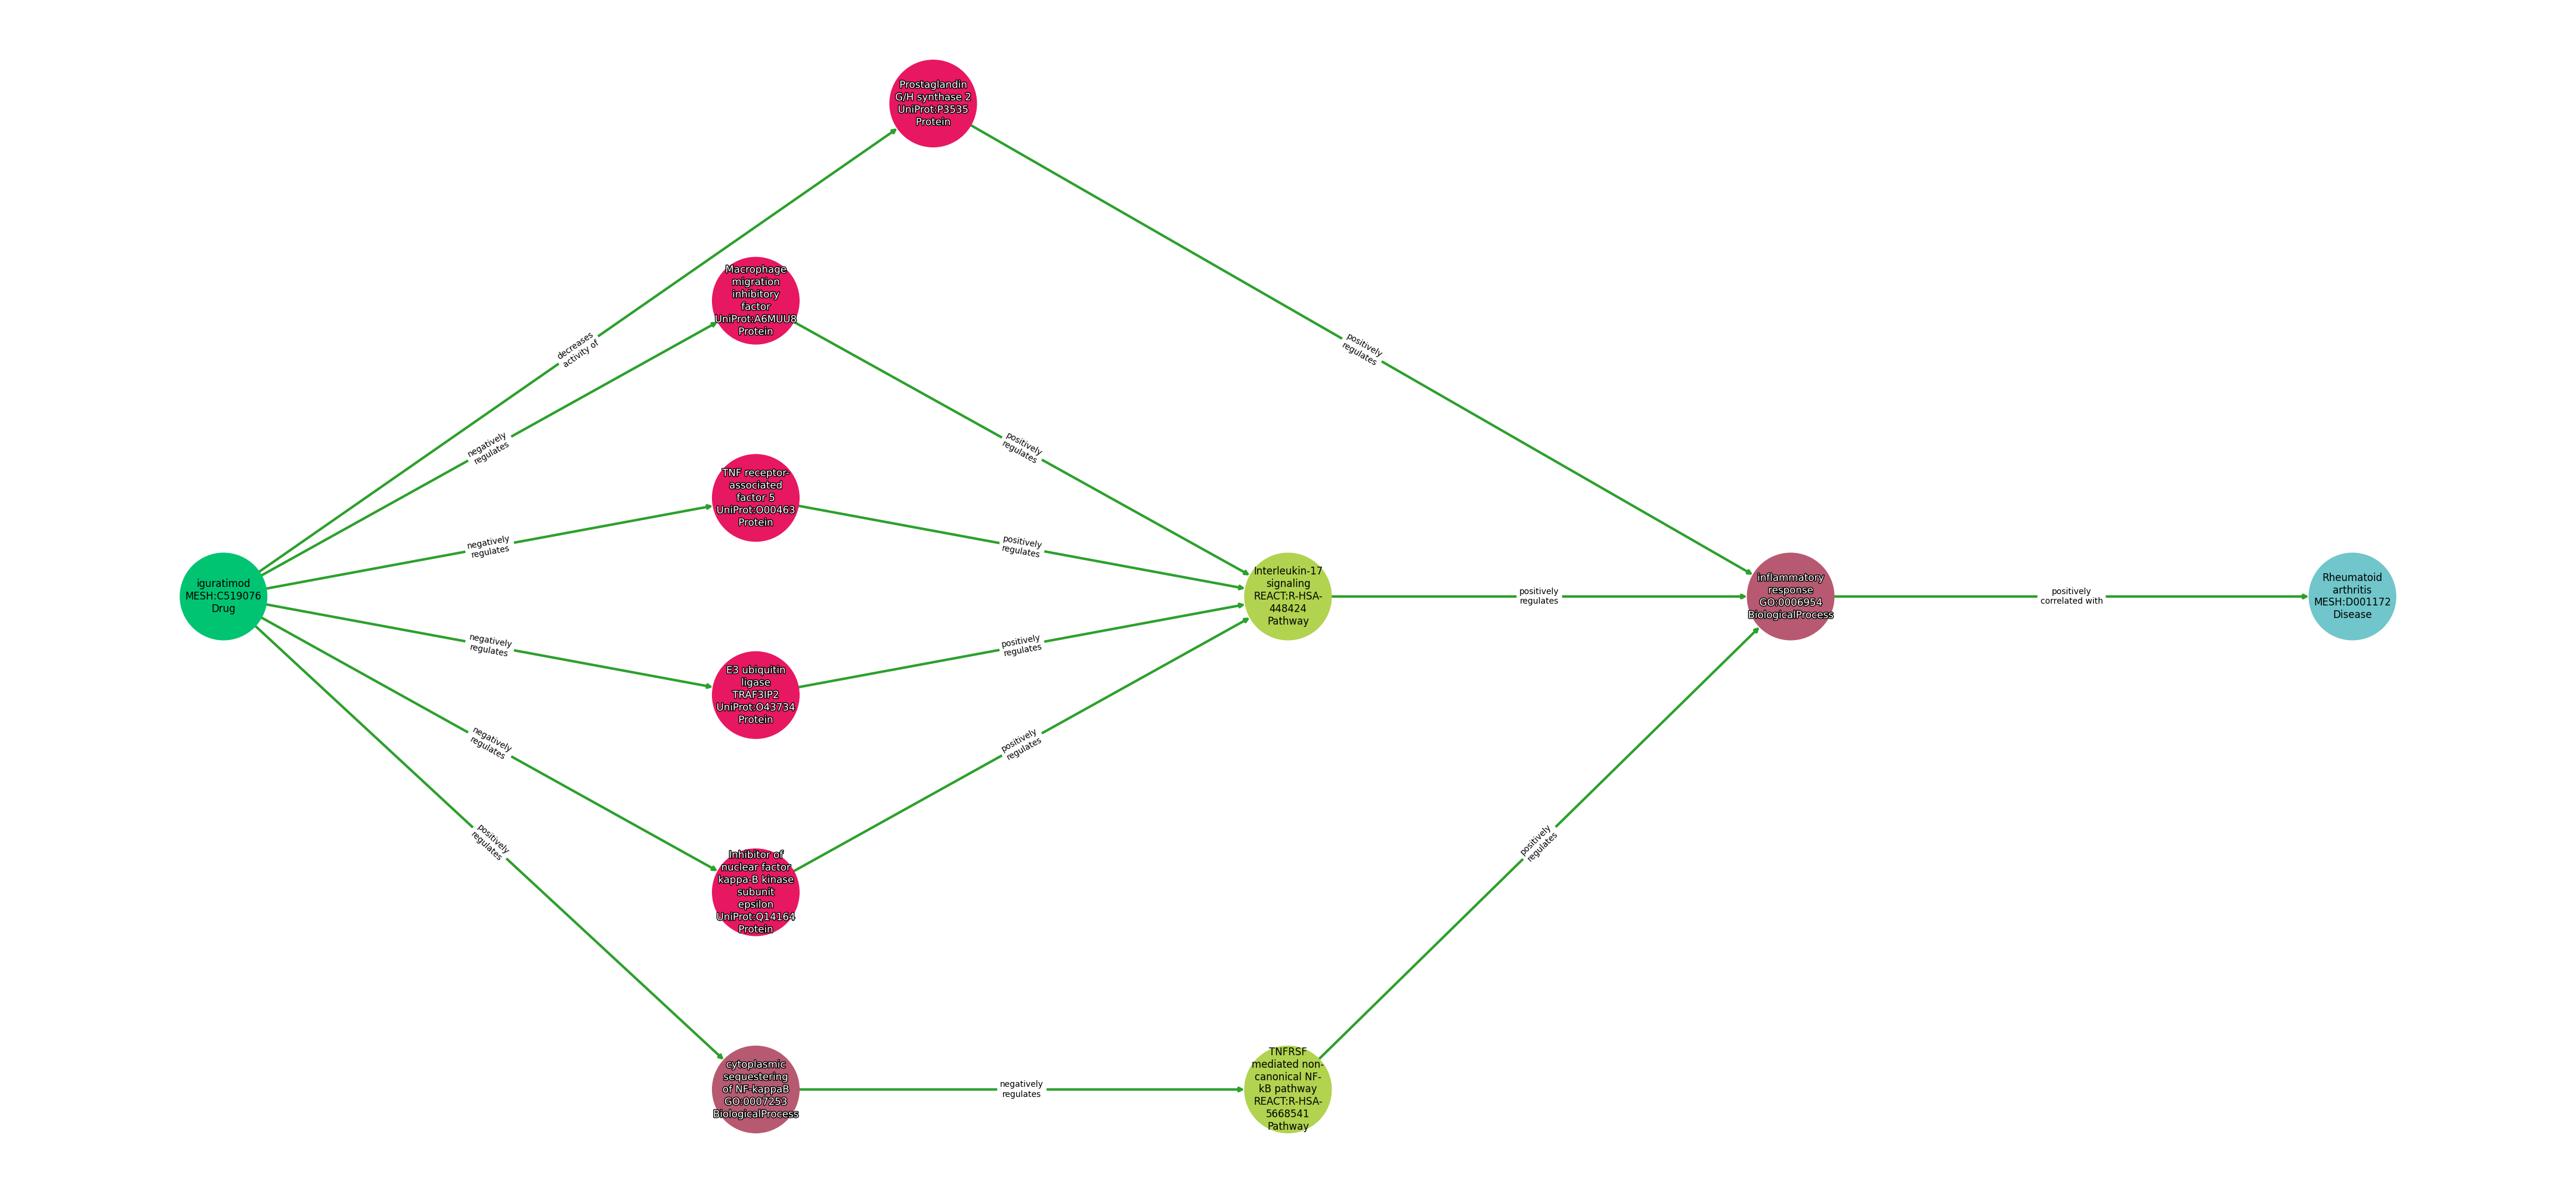 Prostaglandin
G/H synthase 2
UniProt:P3535
Protein
decreases
activity of
positively
regulates
Macrophage
migration
inhibitory
factor
UniProt:A6MUU8
Protein
negatively
regulates
positively
regulates
TNF receptor-
associated
factor 5
UniProt:O00463
Protein
negatively
regulates
positively
regulates
iguratimod
MESH:C519076
Drug
Interleukin-17
signaling
REACT:R-HSA-
448424
Pathway
positively
regulates
inflammatory
response
GO:0006954
BiologicalProcess
positively
correlated with
Rheumatoid
arthritis
MESH:D001172
Disease
negatively
regulates
positively
regulates
E3 ubiquitin
ligase
TRAF3IP2
UniProt:O43734
Protein
negatively
regulates
positively
regulates
Inhibitor of
nuclear factor
kappa-B kinase
subunit
epsilon
UniProt:Q14164
Protein
positively
regulates
positively
regulates
cytoplasmic
sequestering
of NF-kappaB
GO:0007253
BiologicalProcess
negatively
regulates
TNFRSF
mediated non-
canonical NF-
kB pathway
REACT:R-HSA-
5668541
Pathway